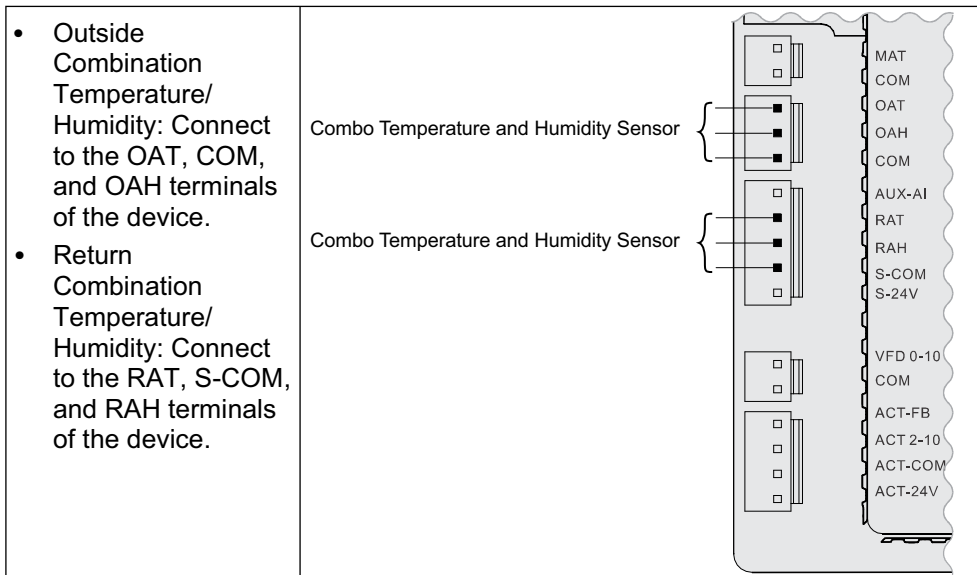 • Outside
Combination
Temperature/
Humidity: Connect
to the OAT, COM,
and OAH terminals
of the device.
• Return
Combination
Temperature/
Humidity: Connect
to the RAT, S-COM,
and RAH terminals
of the device.
Combo Temperature and Humidity Sensor
Combo Temperature and Humidity Sensor
MAT
COM
OAT
OAH
COM
AUX-AI
RAT
RAH
S-COM
S-24V
VFD 0-10
COM
ACT-FB
ACT 2-10
ACT-COM
ACT-24V